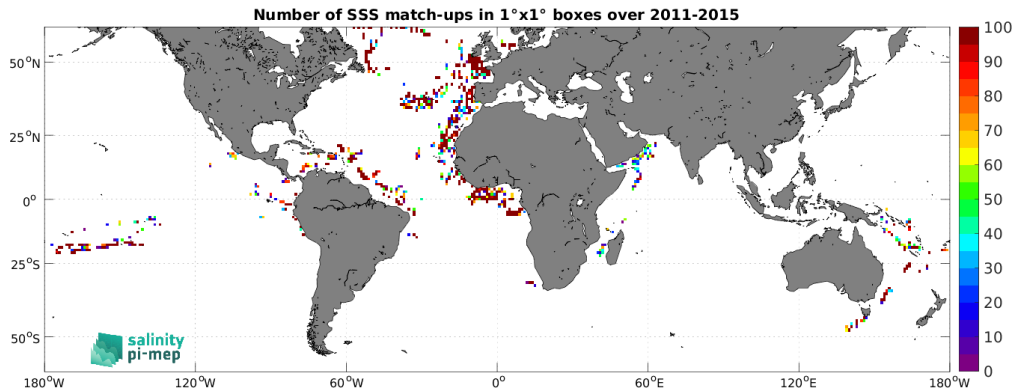 Number of SSS match-ups in 1°x1° boxes over 2011-2015
100
90
80
70
60
50
40
30
20
10
0
50°N
25°N
0°
25°S
50°S
salinity
pi-mep
180°W
120°W
60°W
0°
60°E
120°E
180°W